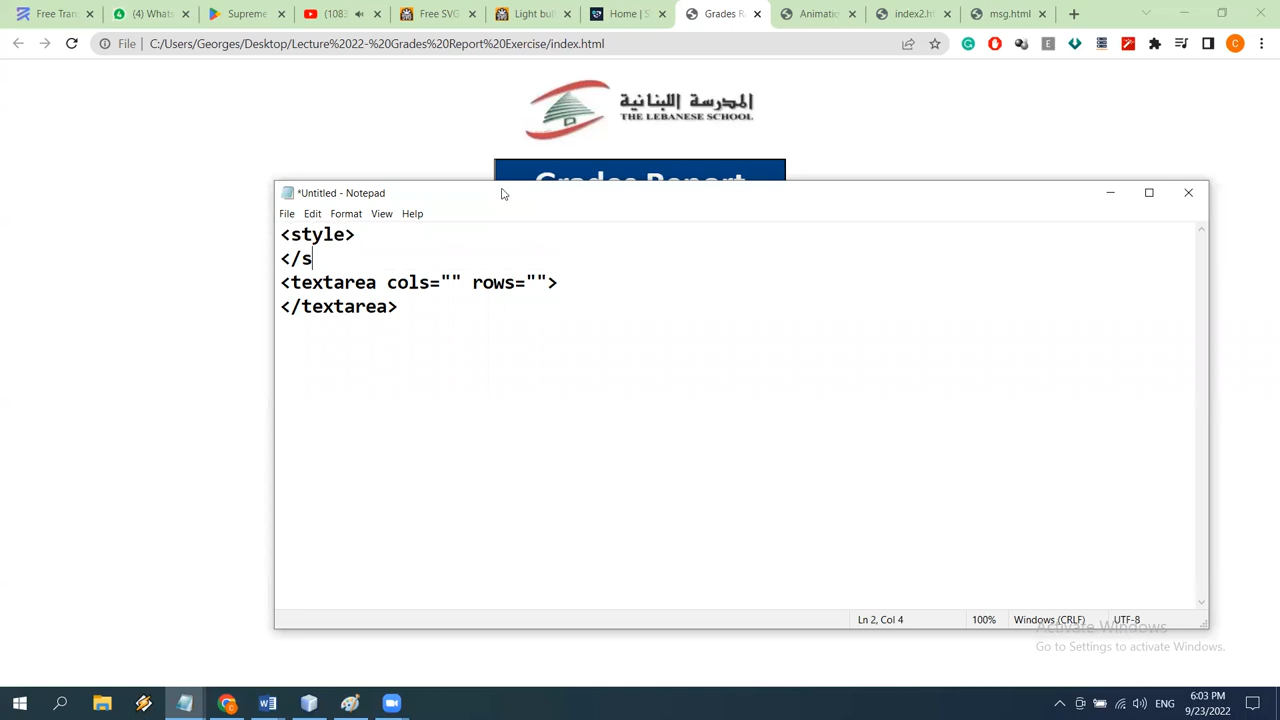 Free Tran
(4) Whats
Supreme
(1083
Free SVG
Light bul
Home | S
Grades R
Animatio
index2.h
msg.html
File | C:/Users/Georges/Desktop/Lecture%2022-%20Grades%20Report%20Exercise/index.html
المدرسة اللبنانية
THE LEBANESE SCHOOL
Grades Report
*Untitled - Notepad
File Edit Format View Help
<style>
</s
<textarea cols="" rows="">
</textarea>
Ln 2, Col 4
100%
Windows (CRLF)
UTF-8
Activate Windows
Go to Settings to activate Windows.
ENG
6:03 PM
9/23/2022